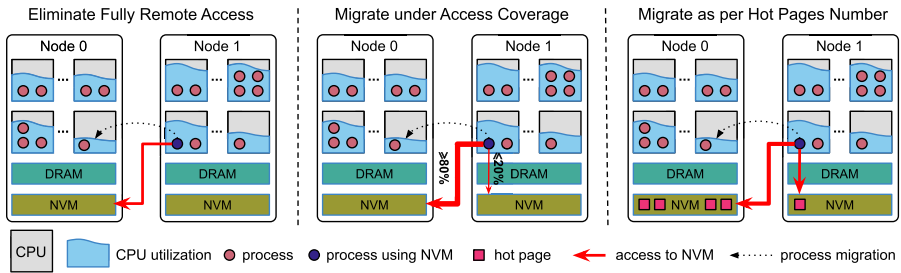 Eliminate Fully Remote Access
Migrate under Access Coverage
Migrate as per Hot Pages Number
Node 0
Node 1
Node 0
Node 1
Node 0
Node 1
...
...
...
...
...
...
...
...
...
...
...
...
≥80%
≤20%
DRAM
DRAM
DRAM
DRAM
DRAM
DRAM
NVM
NVM
NVM
NVM
NVM
NVM
CPU
CPU utilization
process
process using NVM
hot page
access to NVM
process migration